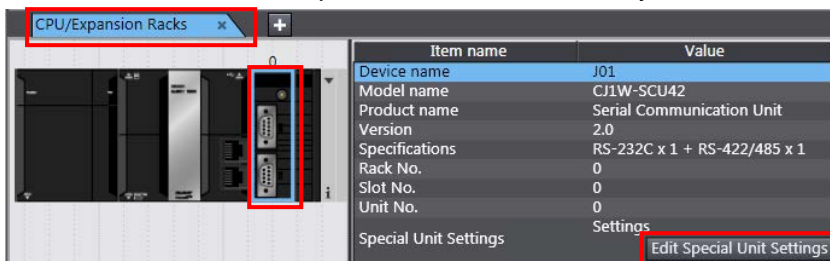 CPU/Expansion Racks x +
0
Item name Value
Device name J01
Model name CJ1W-SCU42
Product name Serial Communication Unit
Version 2.0
Specifications RS-232C x 1 + RS-422/485 x 1
Rack No. 0
Slot No. 0
Unit No. 0
Special Unit Settings Settings
Edit Special Unit Settings
i